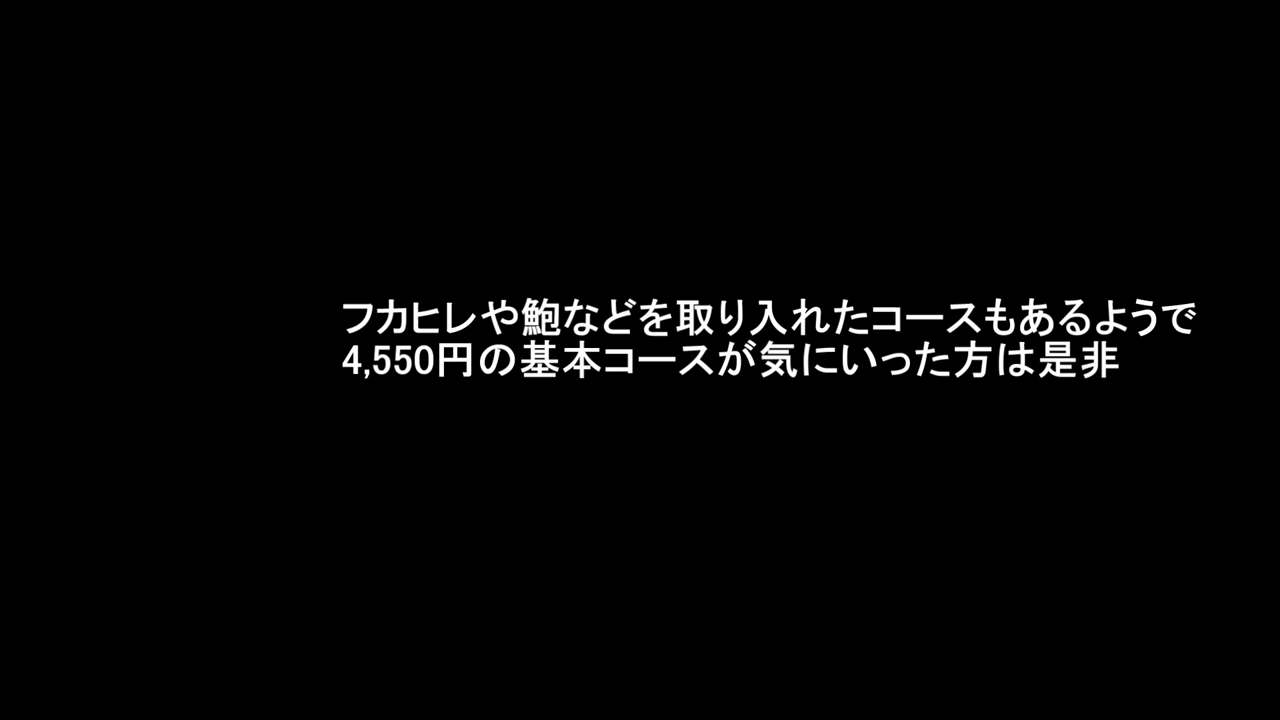 フカヒレや鮑などを取り入れたコースもあるようで
4,550円の基本コースが気にいった方は是非